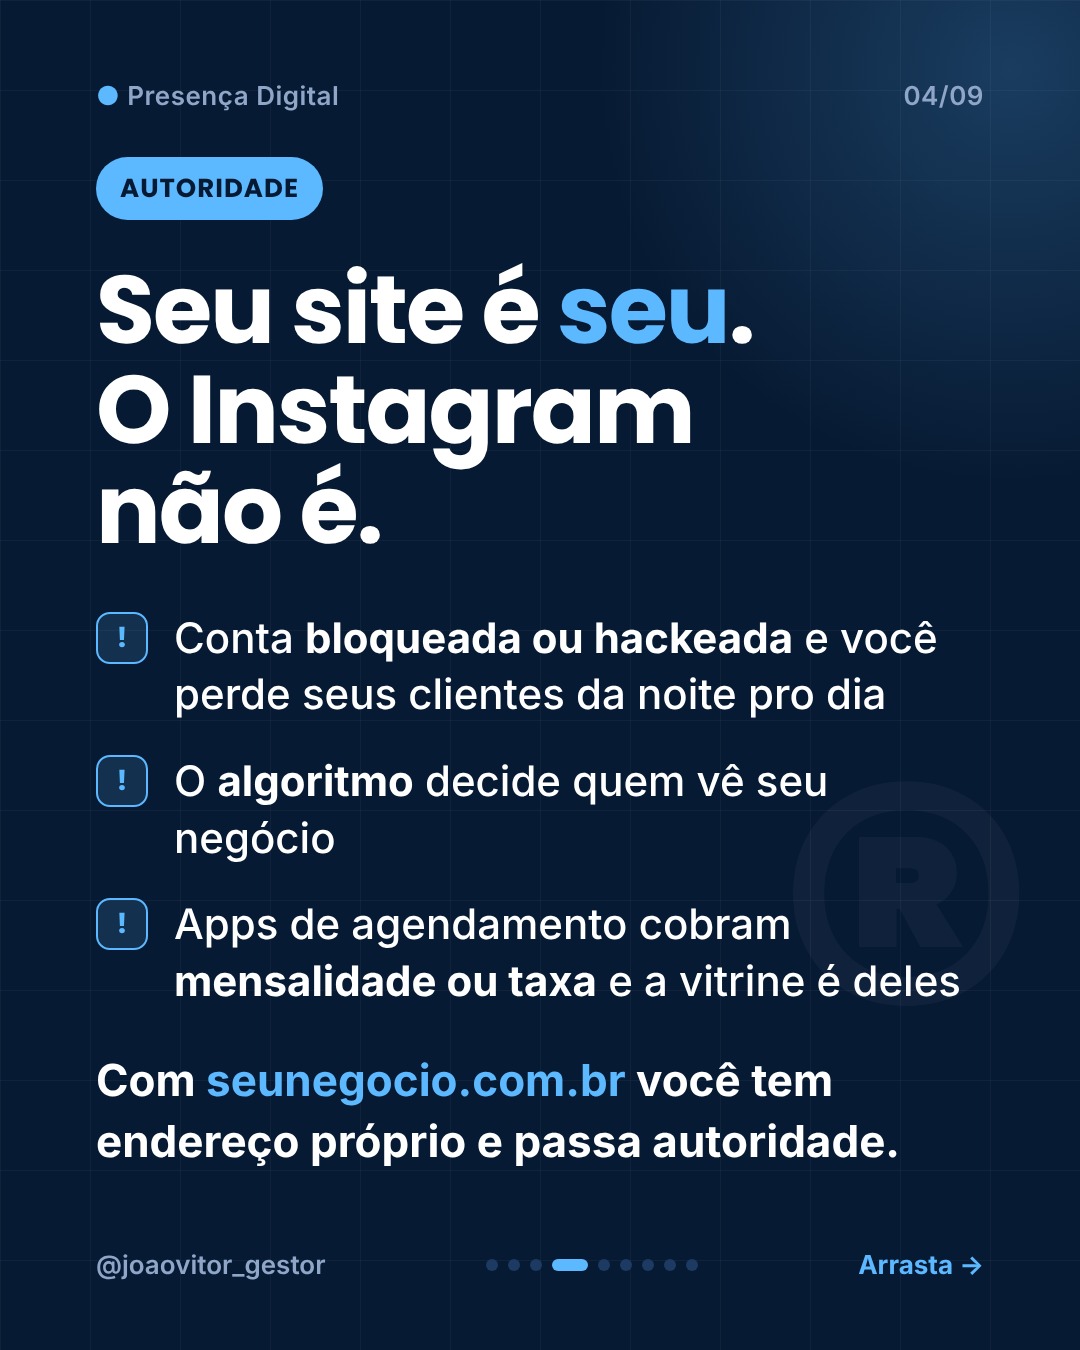 Presença Digital
04/09
AUTORIDADE
Seu site é seu.
O Instagram
não é.
! Conta bloqueada ou hackeada e você
perde seus clientes da noite pro dia
! O algoritmo decide quem vê seu
negócio
! Apps de agendamento cobram
mensalidade ou taxa e a vitrine é deles
®
Com seunegocio.com.br você tem
endereço próprio e passa autoridade.
@joaovitor_gestor
Arrasta →